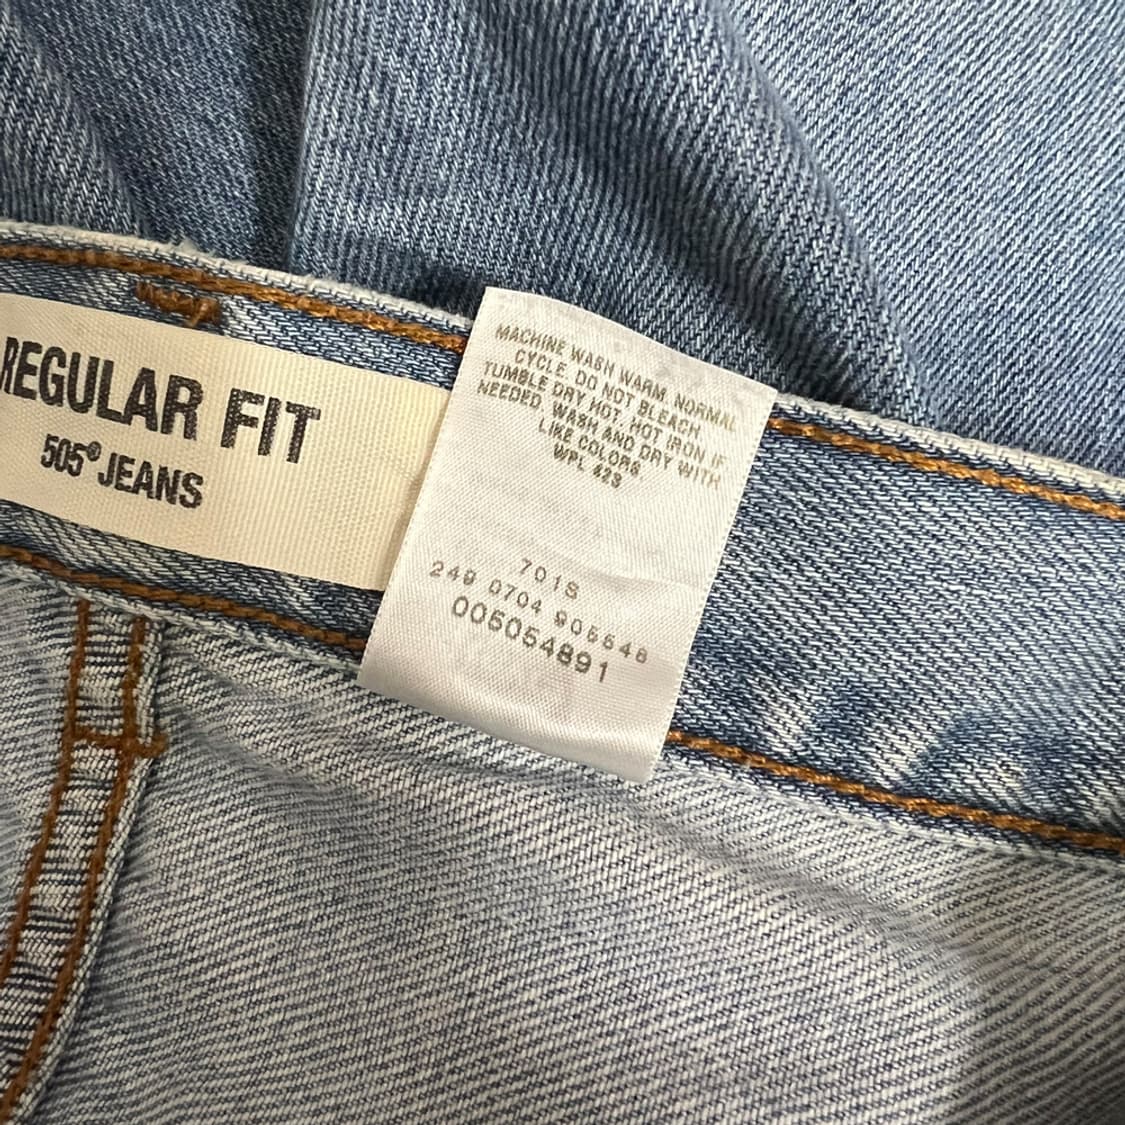 REGULAR FIT
505® JEANS
MACHINE WASH WARM, NORMAL
CYCLE. DO NOT BLEACH.
TUMBLE DRY HOT. HOT IRON IF
NEEDED. WASH AND DRY WITH
LIKE COLORS.
WPL 423
701S
249 0704
005054891